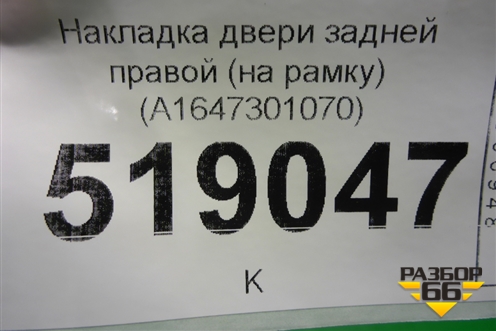 Накладка двери задней
правой (на рамку)
(A1647301070)
519047
К
РАЗБОР
66